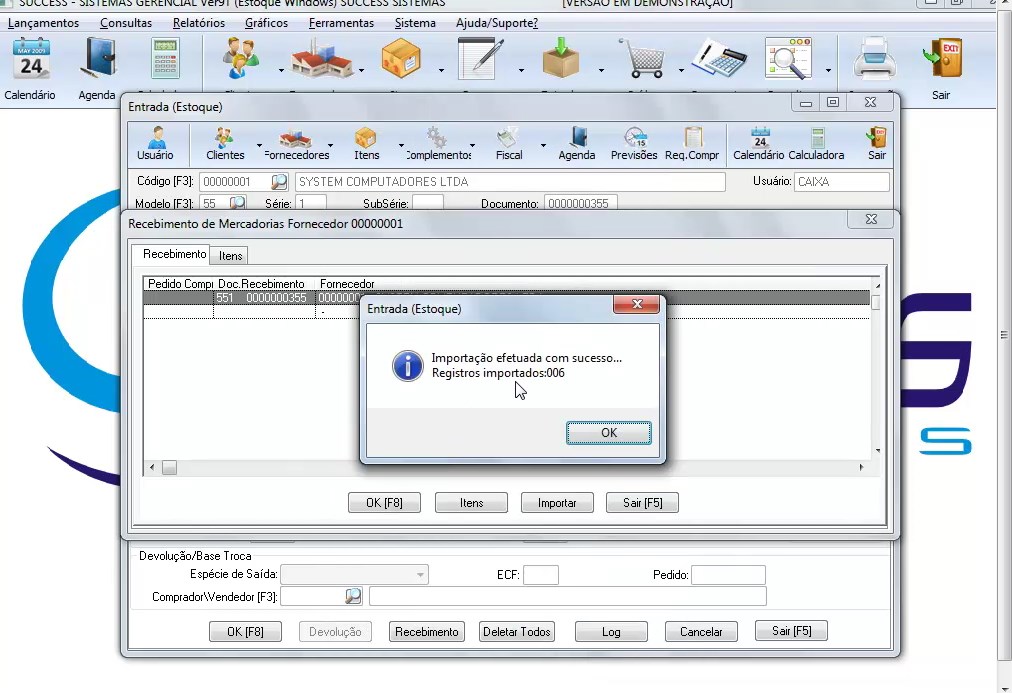 SUCCESS - SISTEMAS GERENCIAL Ver91 (Estoque Windows) SUCCESS SISTEMAS [VERSÃO EM DEMONSTRAÇÃO]
Lançamentos Consultas Relatórios Gráficos Ferramentas Sistema Ajuda/Suporte?
MAY 2005
24
EXIT
Calendário Agenda Sair
Entrada (Estoque)
Usuário Clientes Fornecedores Itens Complementos Fiscal Agenda Previsões Req.Compr Calendário Calculadora Sair
Código [F3]: 00000001 SYSTEM COMPUTADORES LTDA Usuário: CAIXA
Modelo [F3]: 55 Série: 1 SubSérie: Documento: 0000000355
Recebimento de Mercadorias Fornecedor 00000001
Recebimento Itens
Pedido Compr Doc.Recebimento Fornecedor
551 0000000355
Entrada (Estoque)
Importação efetuada com sucesso...
Registros importados:006
OK
OK [F8] Itens Importar Sair [F5]
Devolução/Base Troca
Espécie de Saída: ECF: Pedido:
Comprador\Vendedor [F3]:
OK [F8] Devolução Recebimento Deletar Todos Log Cancelar Sair [F5]
S